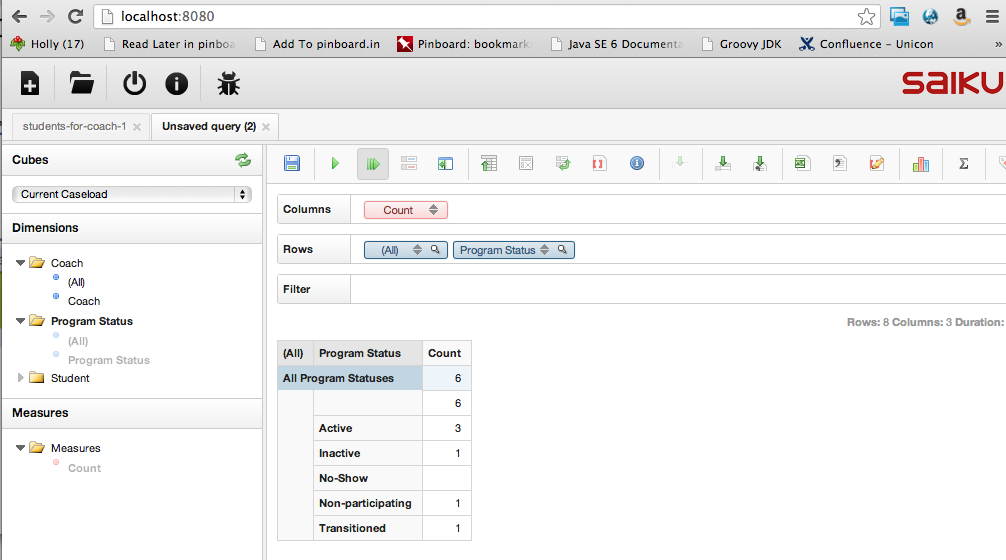 localhost:8080
Holly (17) Read Later in pinboa Add To pinboard.in Pinboard: bookmark Java SE 6 Documenta Groovy JDK Confluence - Unicon »
saiku
students-for-coach-1 × Unsaved query (2) ×
Cubes
Current Caseload
Dimensions
Coach
(All)
Coach
Program Status
(All)
Program Status
Student
Measures
Measures
Count
Columns Count
Rows (All) Program Status
Filter
Rows: 8 Columns: 3 Duration:
(All) Program Status Count
All Program Statuses 6
6
Active 3
Inactive 1
No-Show
Non-participating 1
Transitioned 1